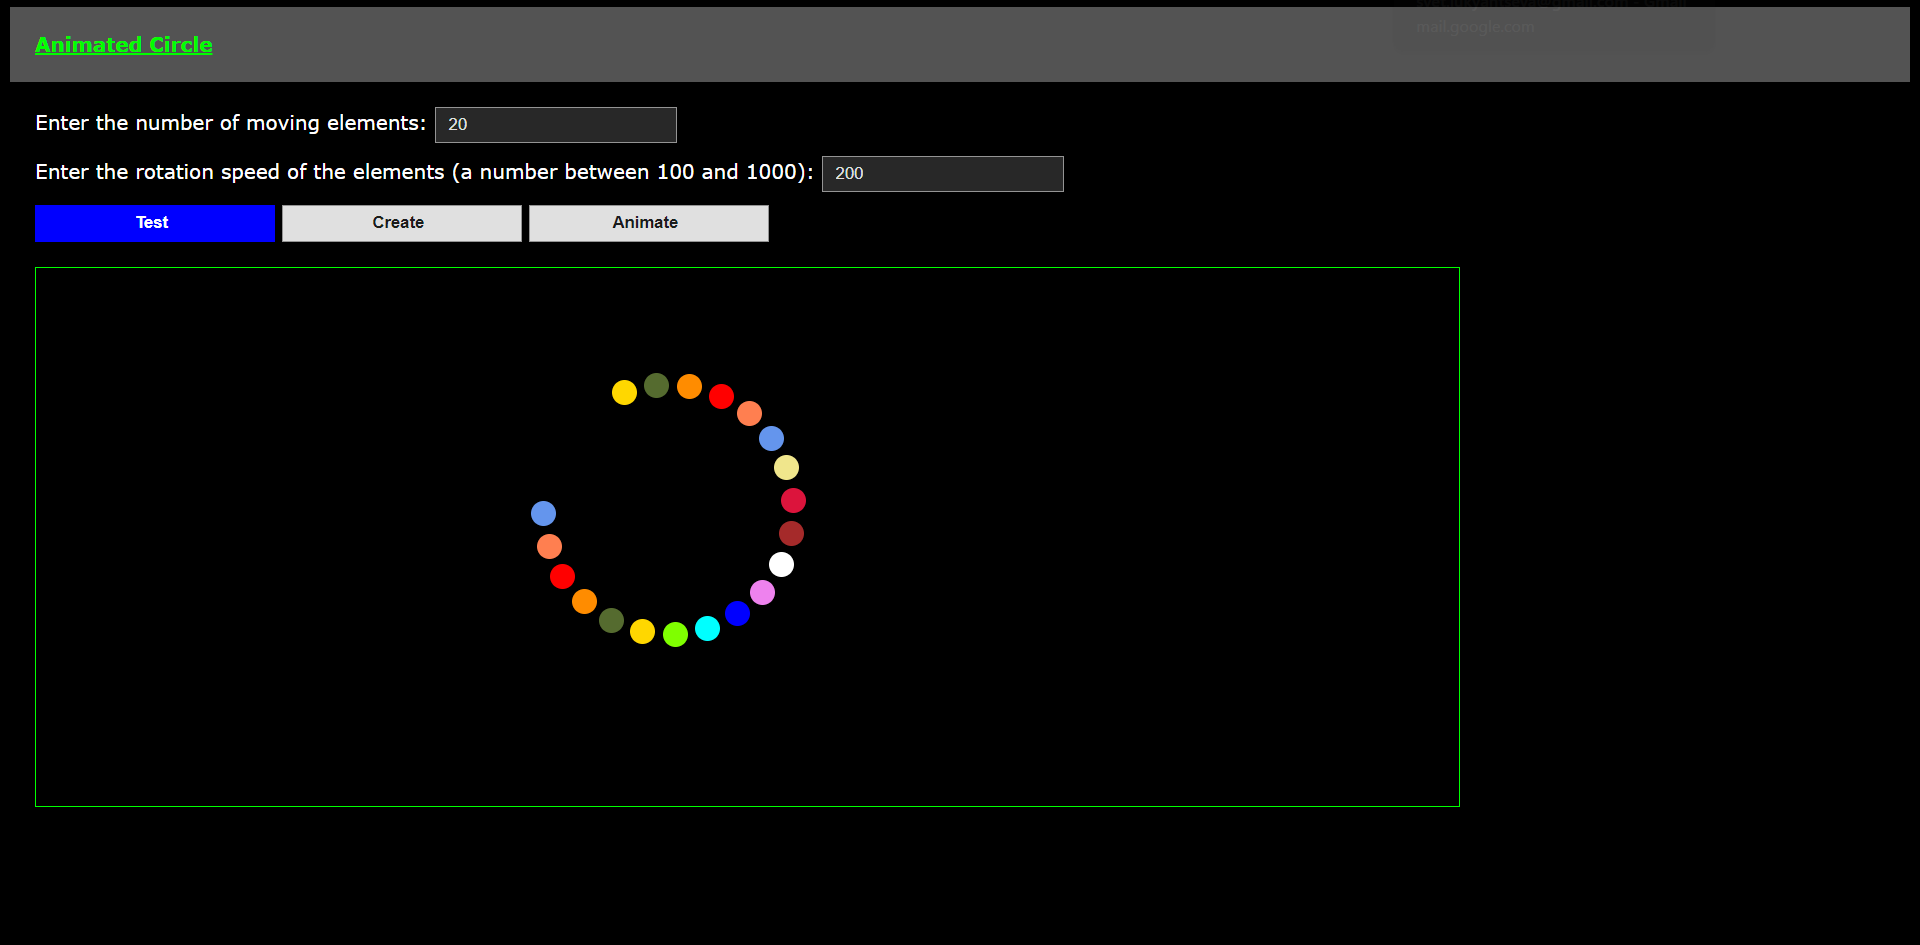 Animated Circle
mail.google.com
Enter the number of moving elements: 20
Enter the rotation speed of the elements (a number between 100 and 1000): 200
Test Create Animate